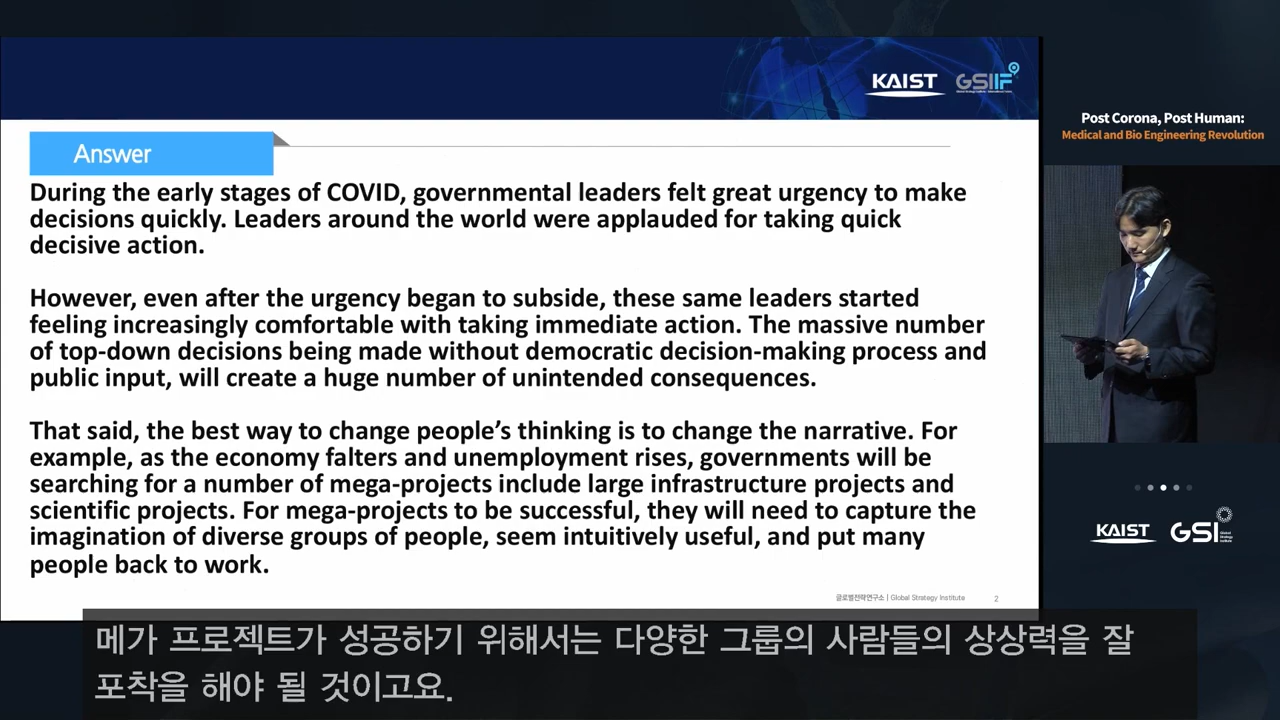 KAIST GSI IF
Answer
During the early stages of COVID, governmental leaders felt great urgency to make
decisions quickly. Leaders around the world were applauded for taking quick
decisive action.
However, even after the urgency began to subside, these same leaders started
feeling increasingly comfortable with taking immediate action. The massive number
of top-down decisions being made without democratic decision-making process and
public input, will create a huge number of unintended consequences.
That said, the best way to change people’s thinking is to change the narrative. For
example, as the economy falters and unemployment rises, governments will be
searching for a number of mega-projects include large infrastructure projects and
scientific projects. For mega-projects to be successful, they will need to capture the
imagination of diverse groups of people, seem intuitively useful, and put many
people back to work.
글로벌전략연구소 | Global Strategy Institute 2
Post Corona, Post Human:
Medical and Bio Engineering Revolution
KAIST GSI
Global
Strategy
Institute
메가 프로젝트가 성공하기 위해서는 다양한 그룹의 사람들의 상상력을 잘
포착을 해야 될 것이고요.